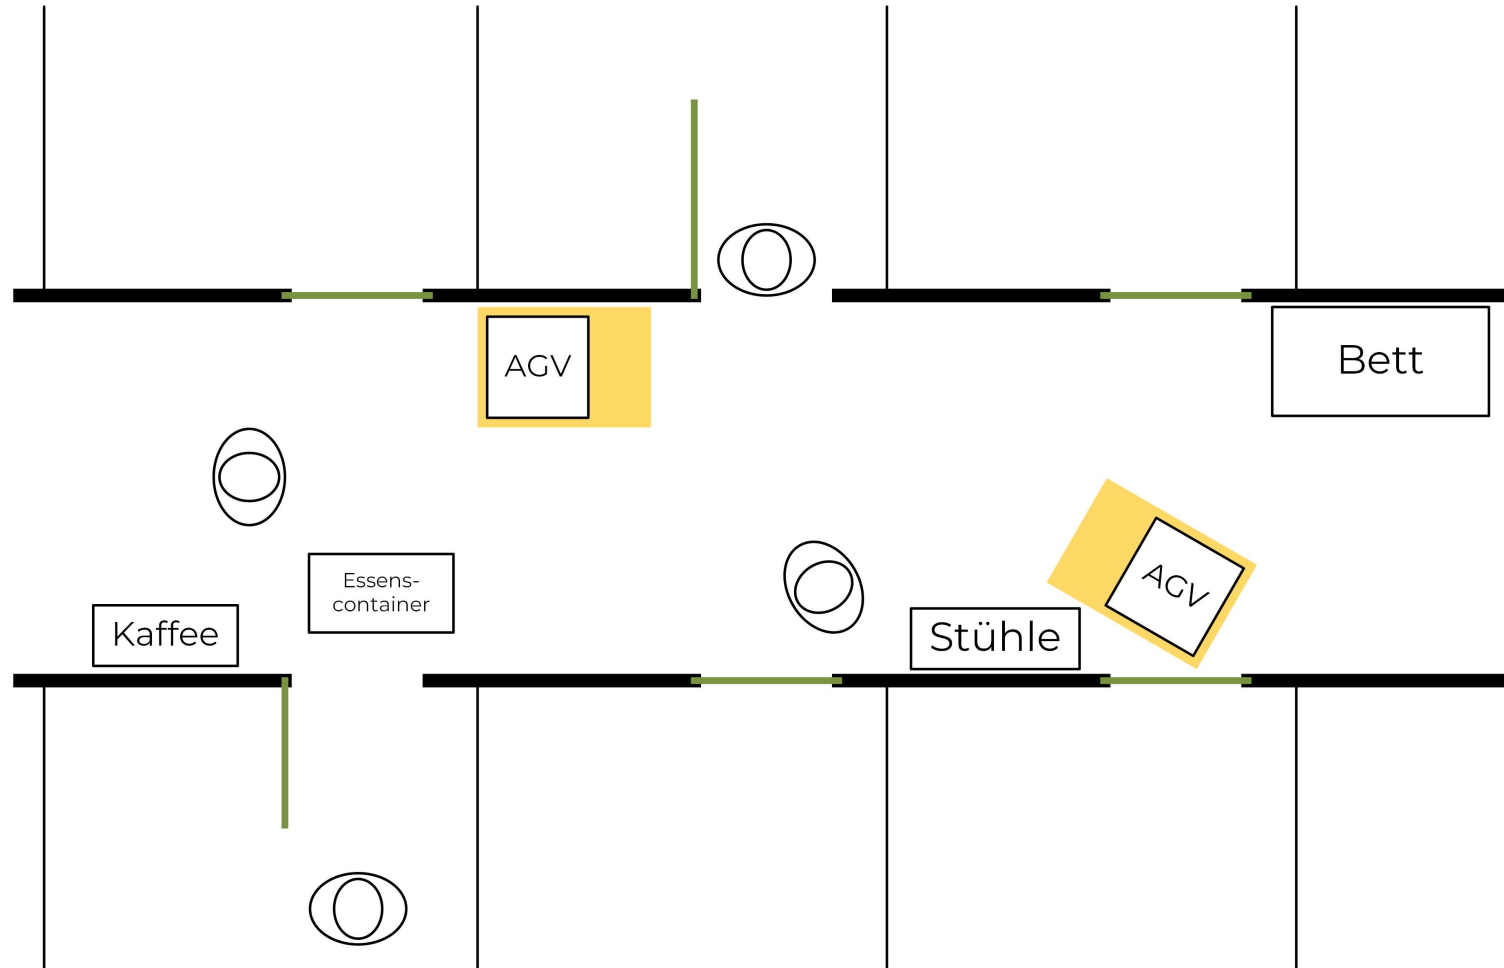 AGV
Bett
Essens-
container
Kaffee
Stühle
AGV